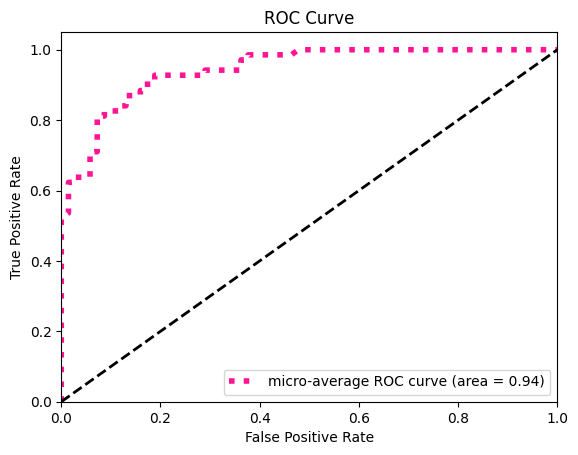 ROC Curve
1.0
0.8
0.6
0.4
0.2
0.0
True Positive Rate
micro-average ROC curve (area = 0.94)
0.0 0.2 0.4 0.6 0.8 1.0
False Positive Rate